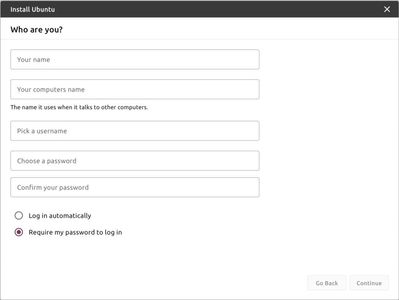 Install Ubuntu
Who are you?
Your name
Your computers name
The name it uses when it talks to other computers.
Pick a username
Choose a password
Confirm your password
Log in automatically
Require my password to log in
Go Back
Continue